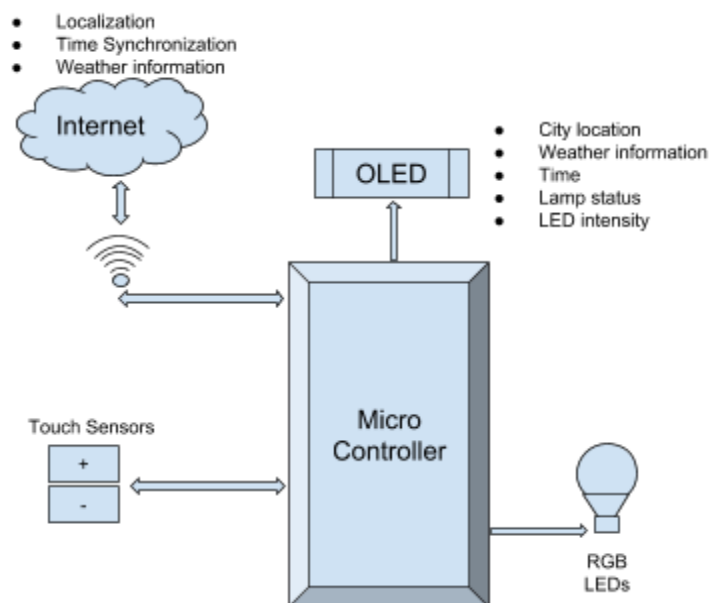 ● Localization
● Time Synchronization
● Weather information
Internet
OLED
● City location
● Weather information
● Time
● Lamp status
● LED intensity
Micro
Controller
Touch Sensors
+
-
RGB
LEDs